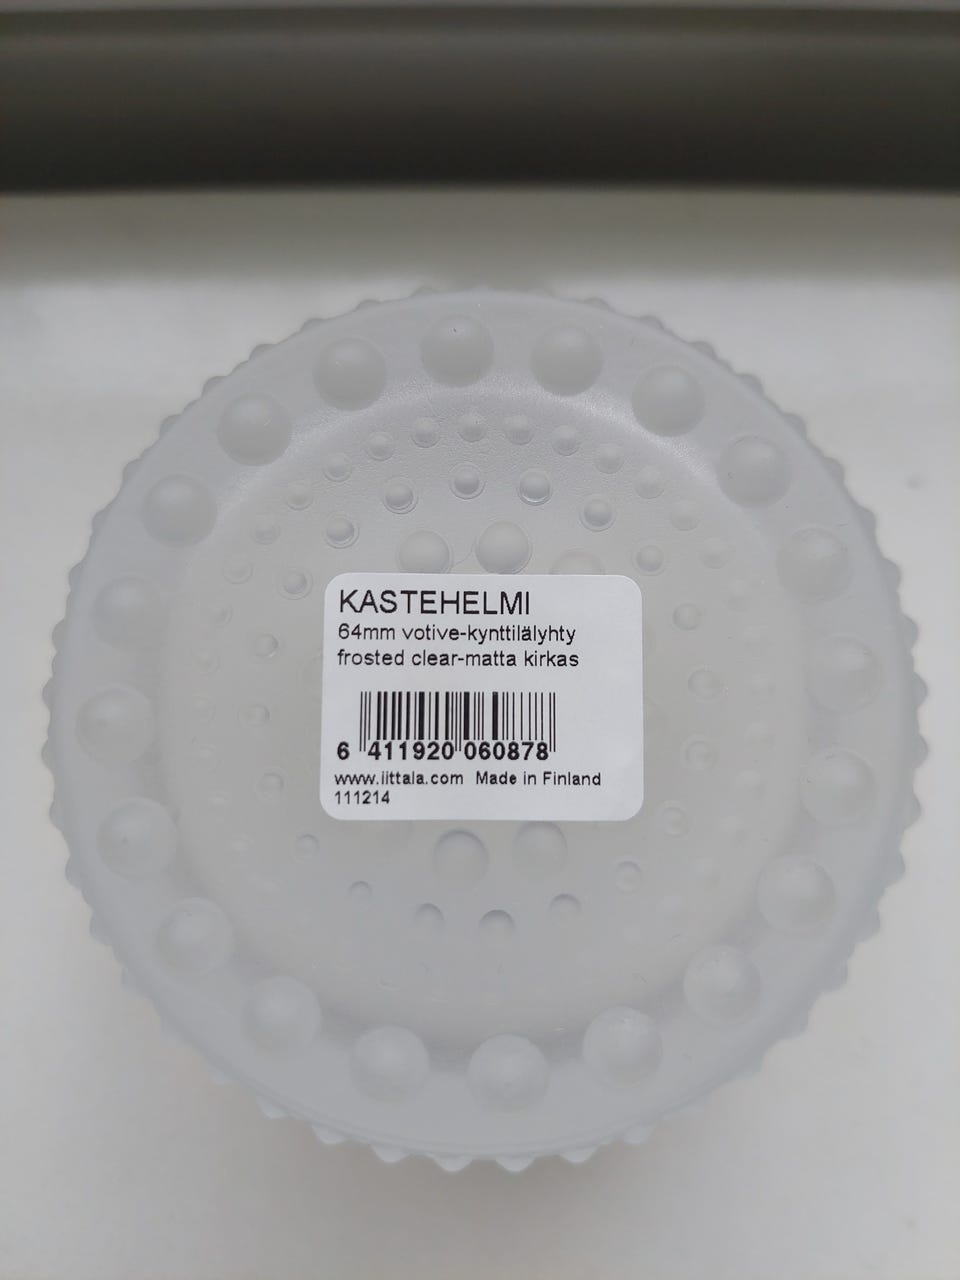 KASTEHELMI
64mm votive-kynttilälyhty
frosted clear-matta kirkas
6 411920 060878
www.iittala.com Made in Finland
111214